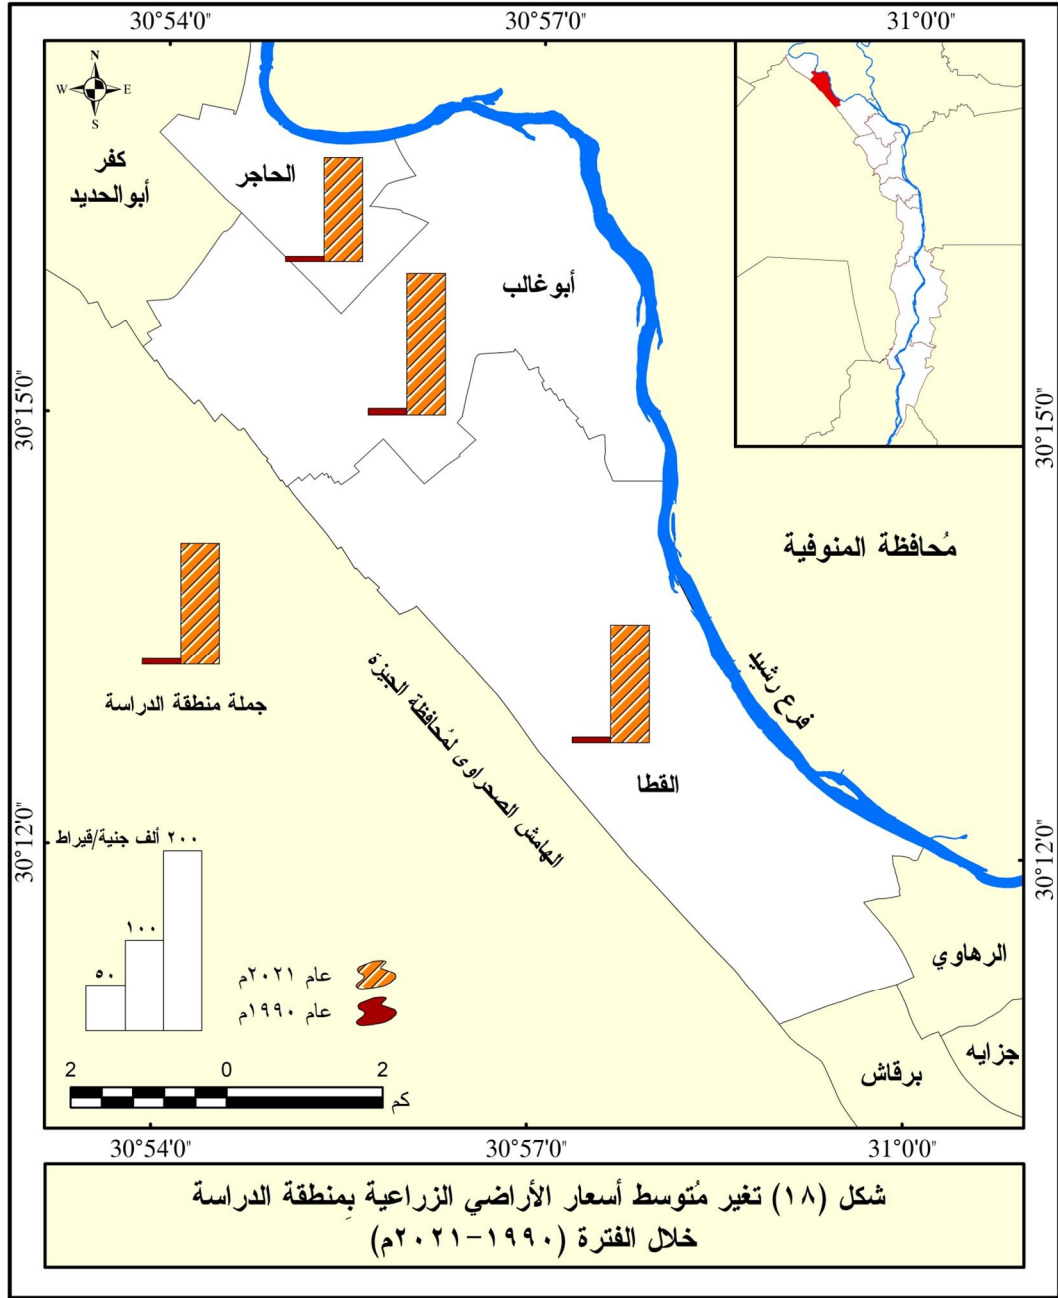 30°54'0"
30°57'0"
31°0'0"
N
W
E
S
كفر
أبوالحديد
الحاجر
أبوغالب
30°15'0"
30°15'0"
مُحافظة المنوفية
فرع رشيد
جملة منطقة الدراسة
الهامش الصحراوى لمُحافظة الجيزة
القطا
30°12'0"
30°12'0"
٢٠٠ ألف جنية/قيراط
١٠٠
٥٠
عام ٢٠٢١م
عام ١٩٩٠م
الرهاوي
جزايه
برقاش
2
0
2
كم
30°54'0"
30°57'0"
31°0'0"
شكل (١٨) تغير مُتوسط أسعار الأراضي الزراعية بِمنطقة الدراسة
خلال الفترة (١٩٩٠-٢٠٢١م)